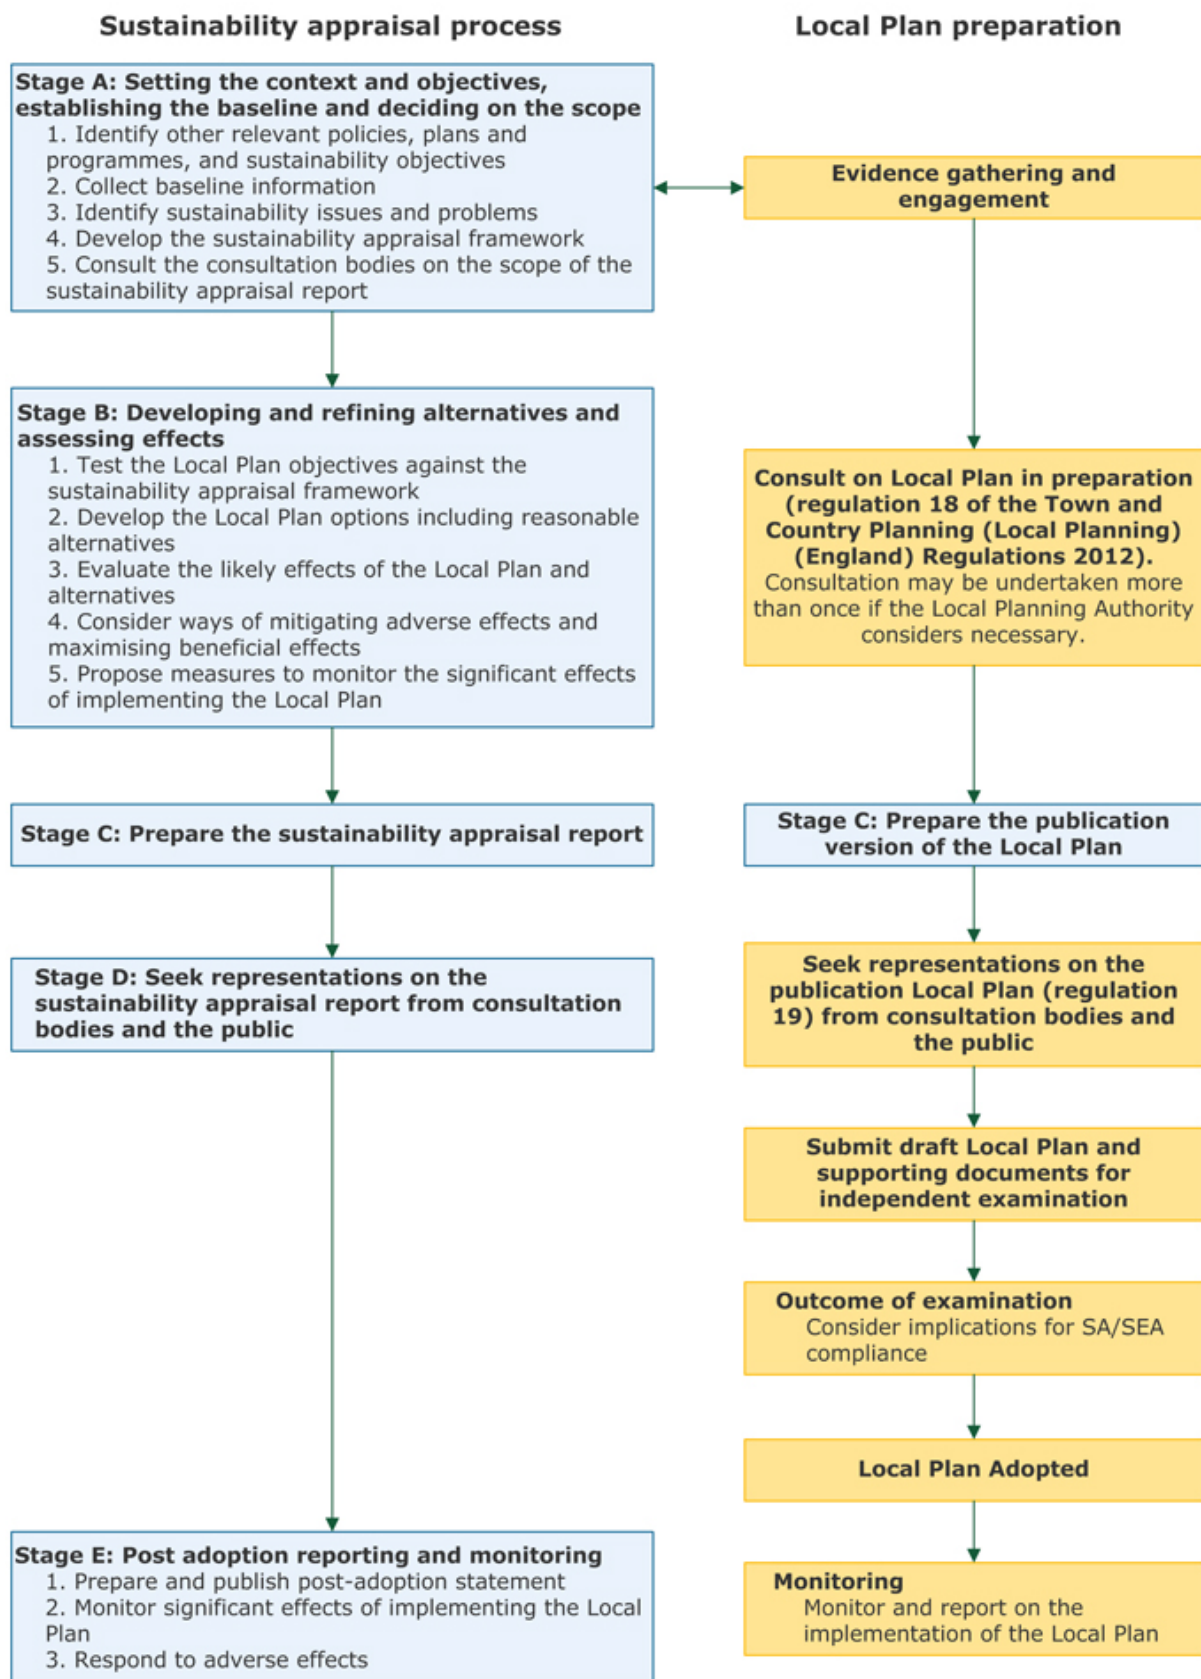 Sustainability appraisal process
Stage A: Setting the context and objectives,
establishing the baseline and deciding on the scope
1. Identify other relevant policies, plans and
programmes, and sustainability objectives
2. Collect baseline information
3. Identify sustainability issues and problems
4. Develop the sustainability appraisal framework
5. Consult the consultation bodies on the scope of the
sustainability appraisal report
Stage B: Developing and refining alternatives and
assessing effects
1. Test the Local Plan objectives against the
sustainability appraisal framework
2. Develop the Local Plan options including reasonable
alternatives
3. Evaluate the likely effects of the Local Plan and
alternatives
4. Consider ways of mitigating adverse effects and
maximising beneficial effects
5. Propose measures to monitor the significant effects
of implementing the Local Plan
Stage C: Prepare the sustainability appraisal report
Stage D: Seek representations on the
sustainability appraisal report from consultation
bodies and the public
Stage E: Post adoption reporting and monitoring
1. Prepare and publish post-adoption statement
2. Monitor significant effects of implementing the Local
Plan
3. Respond to adverse effects
Local Plan preparation
Evidence gathering and
engagement
Consult on Local Plan in preparation
(regulation 18 of the Town and
Country Planning (Local Planning)
(England) Regulations 2012).
Consultation may be undertaken more
than once if the Local Planning Authority
considers necessary.
Stage C: Prepare the publication
version of the Local Plan
Seek representations on the
publication Local Plan (regulation
19) from consultation bodies and
the public
Submit draft Local Plan and
supporting documents for
independent examination
Outcome of examination
Consider implications for SA/SEA
compliance
Local Plan Adopted
Monitoring
Monitor and report on the
implementation of the Local Plan